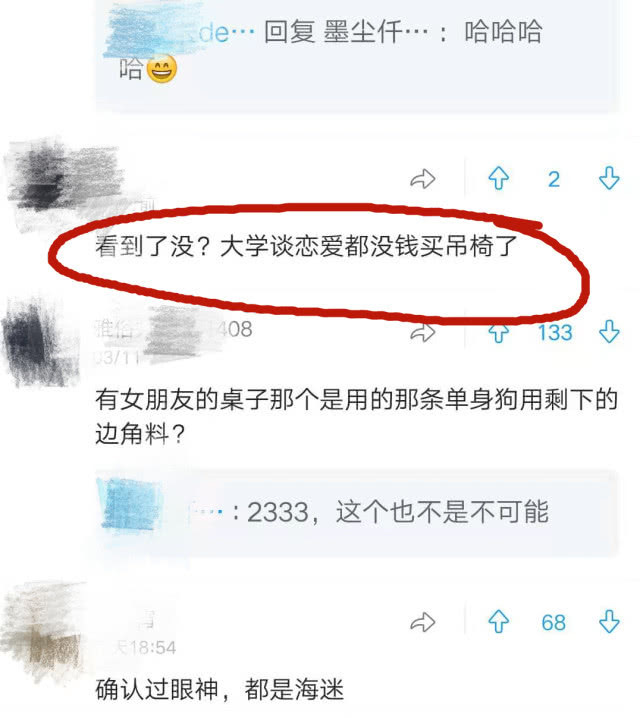 de… 回复 墨尘仟…：哈哈哈
哈😄
2
看到了没？大学谈恋爱都没钱买吊椅了
雅伯 408
03/11
133
有女朋友的桌子那个是用的那条单身狗用剩下的
边角料？
…：2333，这个也不是不可能
天18:54
68
确认过眼神，都是海迷